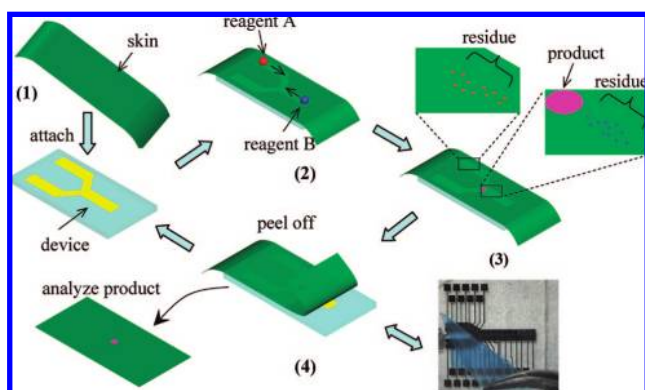 reagent A
skin
(1)
attach
reagent B
(2)
device
residue
product
residue
(3)
peel off
analyze product
(4)